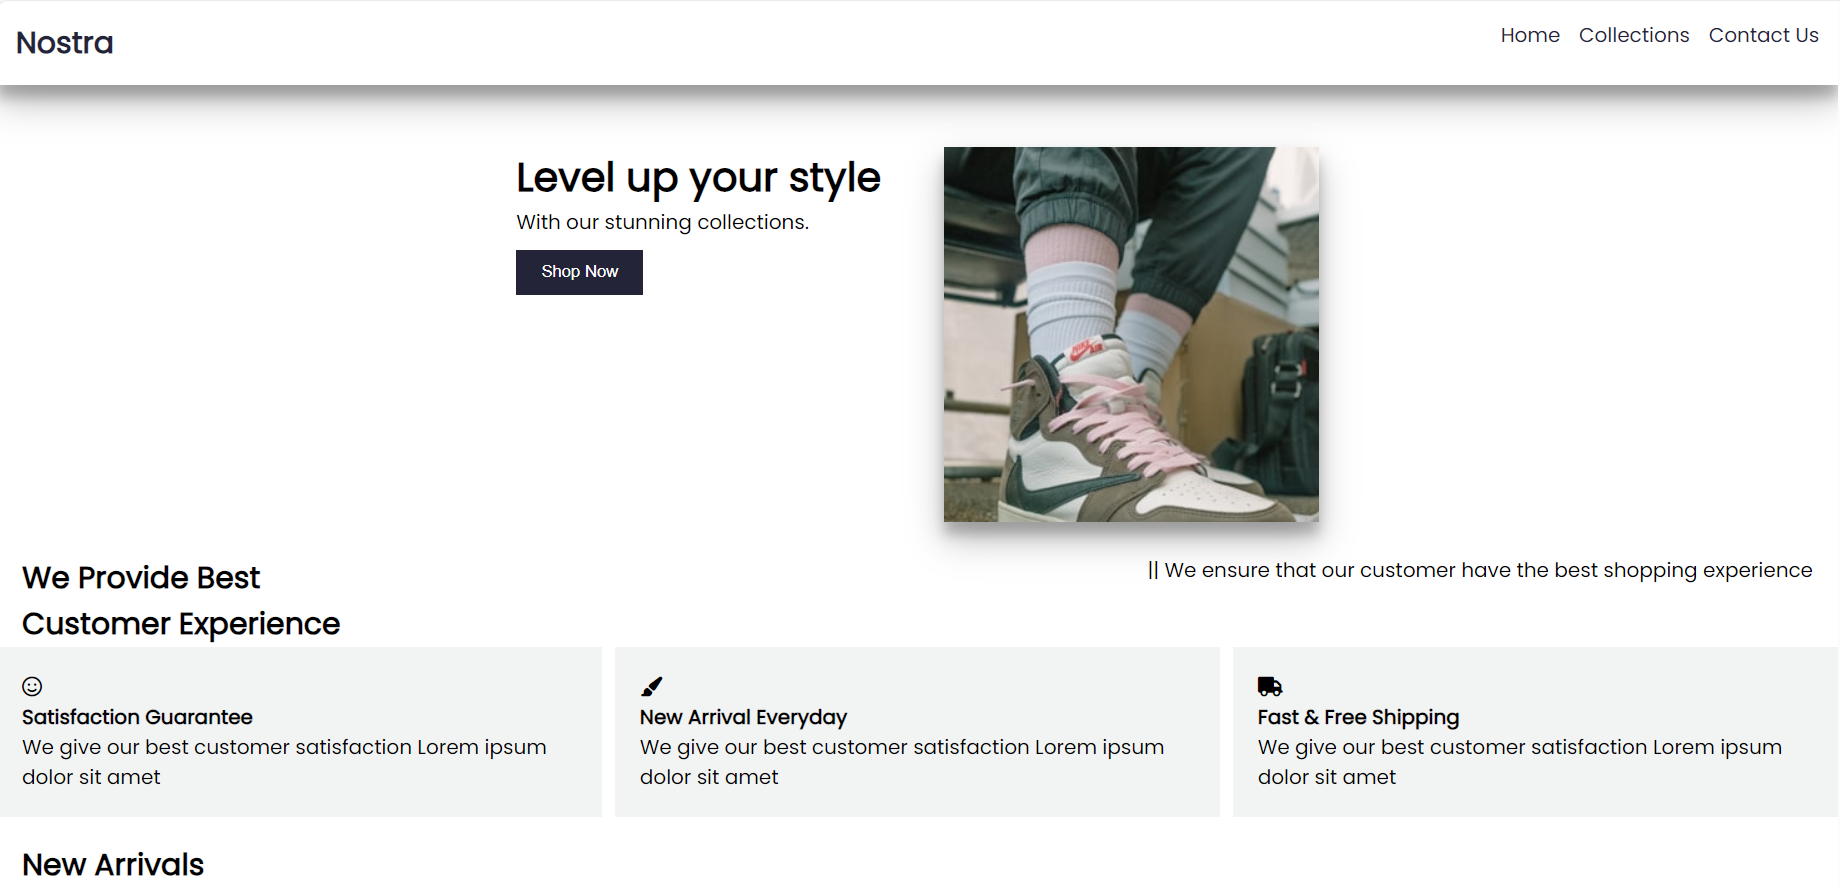 Nostra
Home Collections Contact Us
Level up your style
With our stunning collections.
Shop Now
NIKE
AIR
We Provide Best
Customer Experience
|| We ensure that our customer have the best shopping experience
Satisfaction Guarantee
We give our best customer satisfaction Lorem ipsum
dolor sit amet
New Arrival Everyday
We give our best customer satisfaction Lorem ipsum
dolor sit amet
Fast & Free Shipping
We give our best customer satisfaction Lorem ipsum
dolor sit amet
New Arrivals